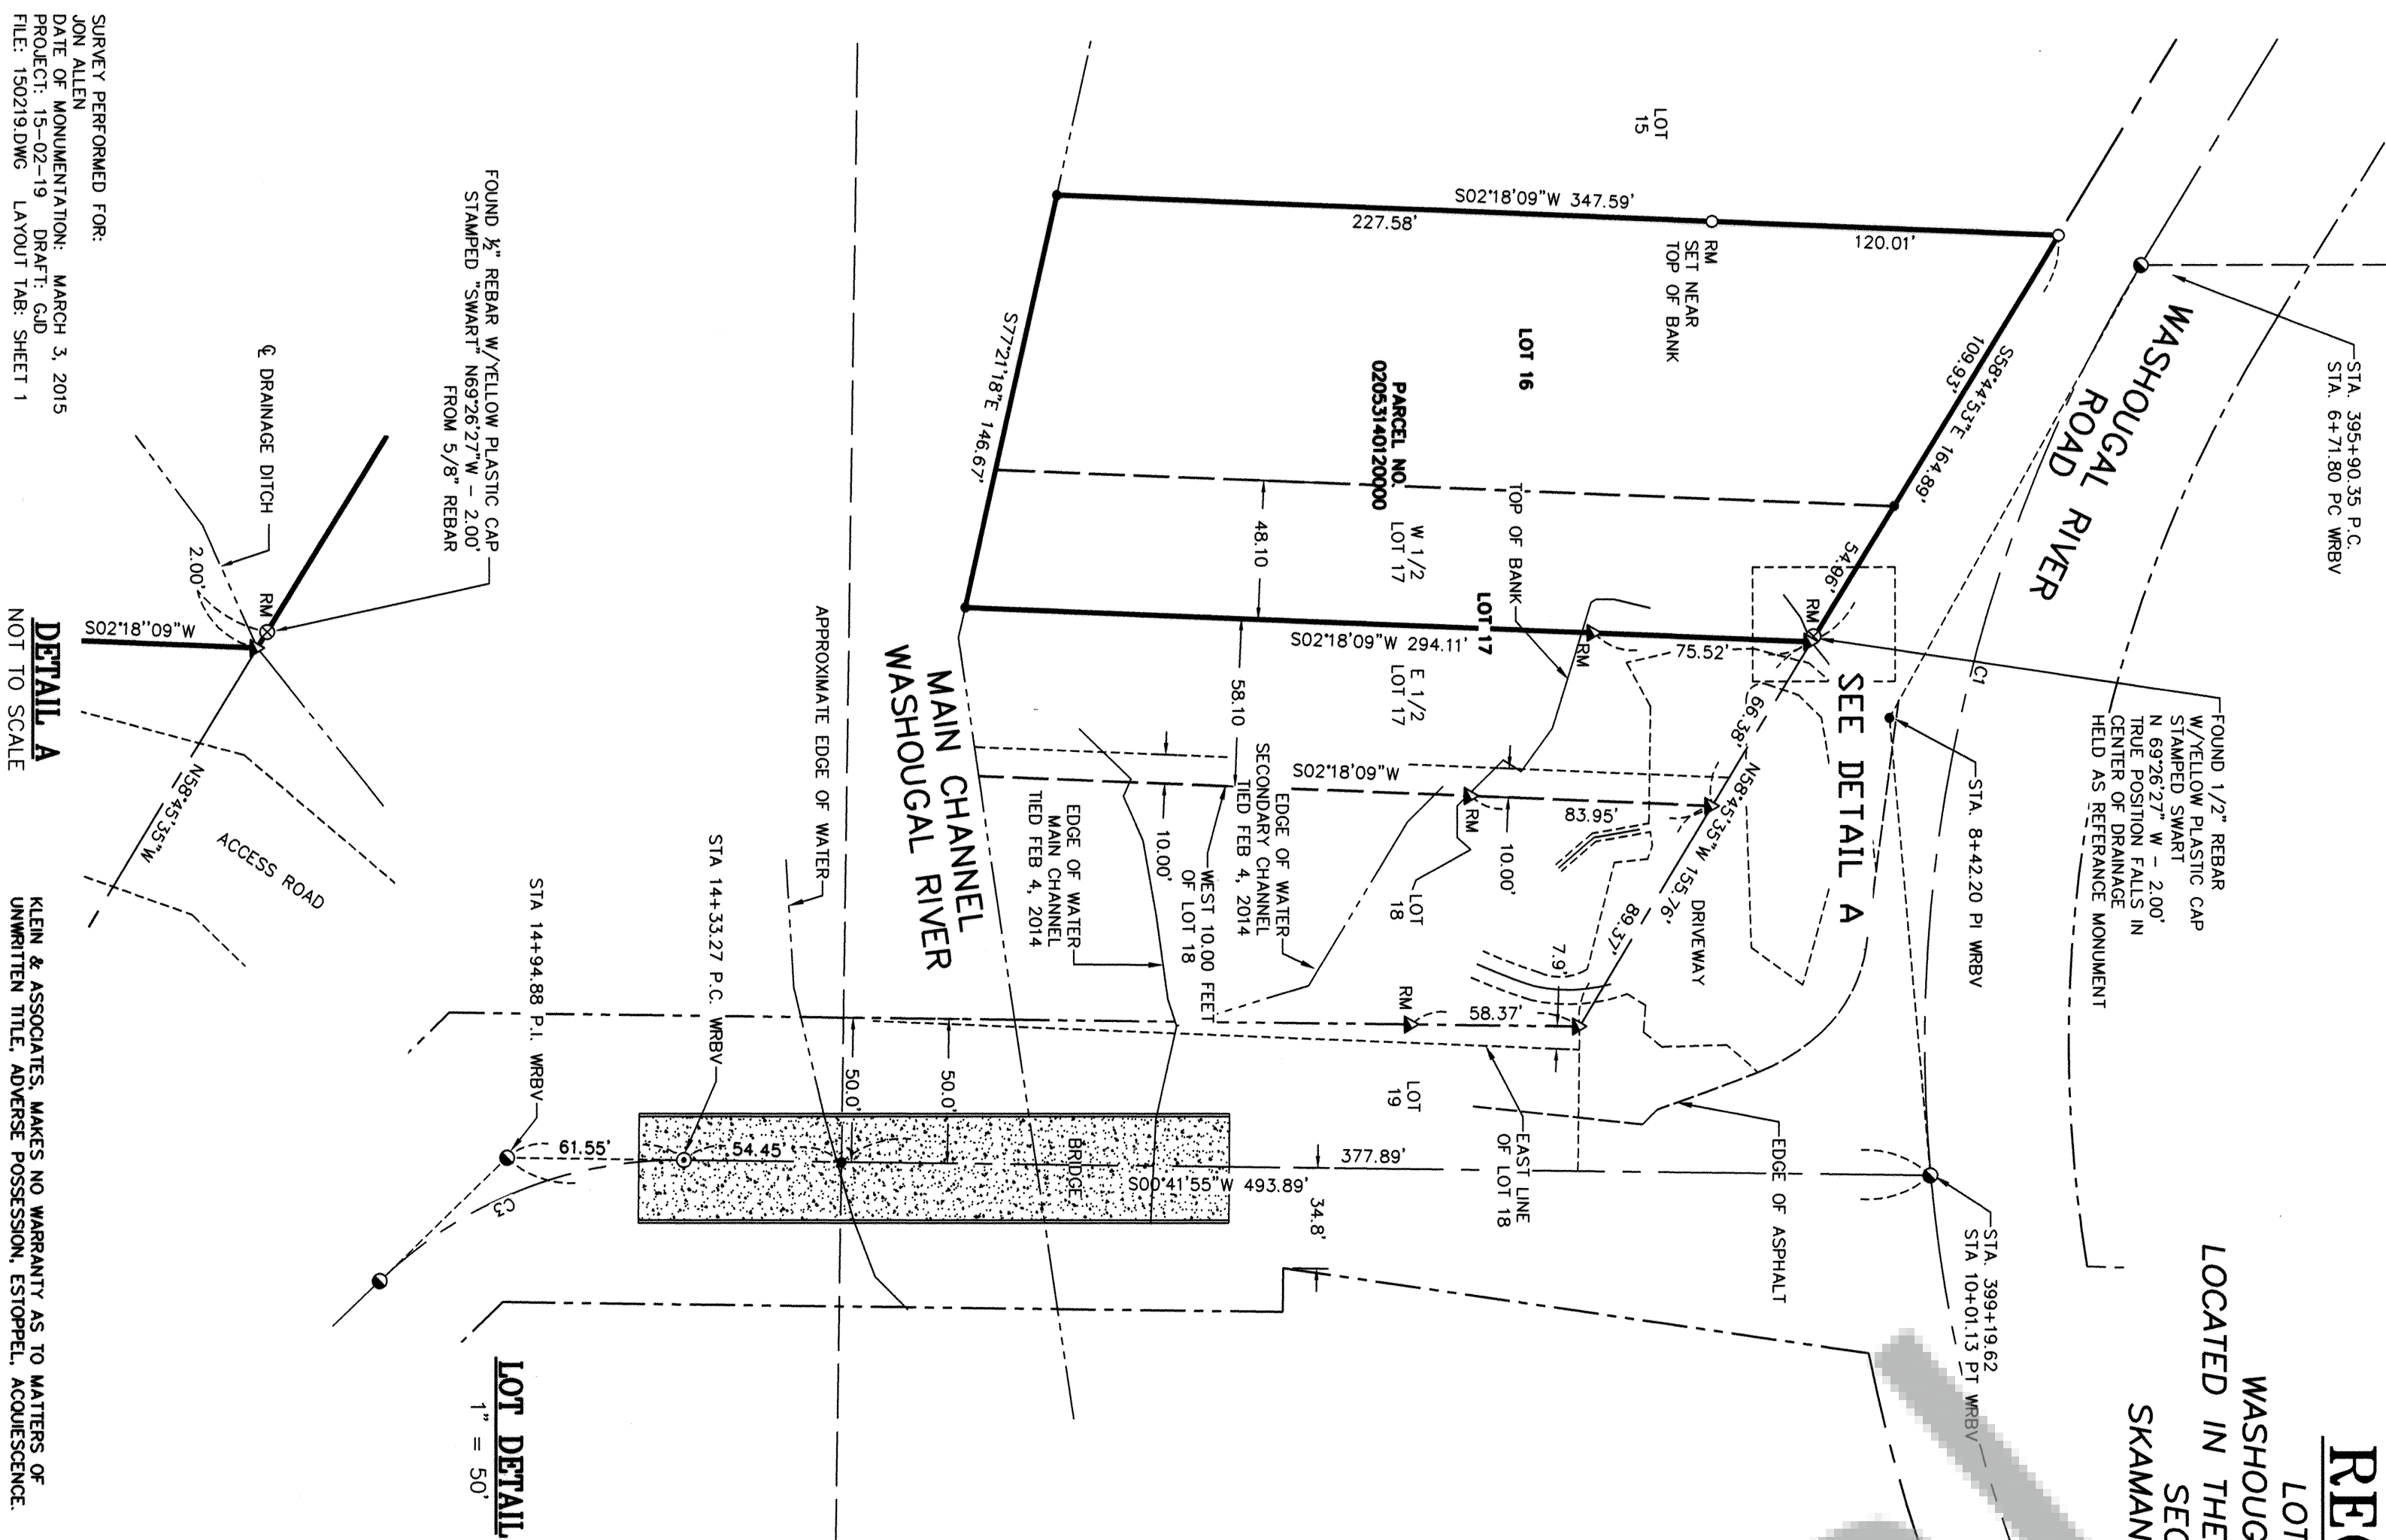 REC
LOT
WASHOUG
LOCATED IN THE
SEC
SKAMAN
STA. 395+90.35 P.C.
STA. 6+71.80 PC WRBV
WASHOUGAL RIVER
ROAD
S58°44'53"E 164.89'
109.93'
54.96'
120.01'
S02°18'09"W 347.59'
227.58'
RM
SET NEAR
TOP OF BANK
LOT
15
LOT 16
PARCEL NO.
02053140120000
S77°21'18"E 146.67'
48.10
W 1/2
LOT 17
TOP OF BANK
LOT 17
S02°18'09"W 294.11'
RM
75.52'
RM
SEE DETAIL A
C1
FOUND 1/2" REBAR
W/YELLOW PLASTIC CAP
STAMPED SWART
N 69°26'27" W - 2.00'
TRUE POSITION FALLS IN
CENTER OF DRAINAGE
HELD AS REFERANCE MONUMENT
STA. 8+42.20 PI WRBV
E 1/2
LOT 17
58.10
66.38'
N58°45'35"W 155.76'
89.37'
S02°18'09"W
83.95'
RM
10.00'
10.00'
DRIVEWAY
LOT
18
7.9'
EDGE OF WATER
SECONDARY CHANNEL
TIED FEB 4, 2014
WEST 10.00 FEET
OF LOT 18
EDGE OF WATER
MAIN CHANNEL
TIED FEB 4, 2014
MAIN CHANNEL
WASHOUGAL RIVER
APPROXIMATE EDGE OF WATER
RM
58.37'
EAST LINE
OF LOT 18
LOT
19
EDGE OF ASPHALT
STA. 399+19.62
STA 10+01.13 PT WRBV
50.0'
50.0'
BRIDGE
377.89'
S00°41'55"W 493.89'
34.8'
54.45'
61.55'
C3
STA 14+33.27 P.C. WRBV
STA 14+94.88 P.I. WRBV
LOT DETAIL
1" = 50'
FOUND ½" REBAR W/YELLOW PLASTIC CAP
STAMPED "SWART" N69°26'27"W - 2.00'
FROM 5/8" REBAR
℄ DRAINAGE DITCH
2.00'
RM
S02°18''09"W
N58°45'35"W
ACCESS ROAD
DETAIL A
NOT TO SCALE
SURVEY PERFORMED FOR:
JON ALLEN
DATE OF MONUMENTATION: MARCH 3, 2015
PROJECT: 15-02-19 DRAFT: GJD
FILE: 150219.DWG LAYOUT TAB: SHEET 1
KLEIN & ASSOCIATES, MAKES NO WARRANTY AS TO MATTERS OF
UNWRITTEN TITLE, ADVERSE POSSESSION, ESTOPPEL, ACQUIESCENCE.